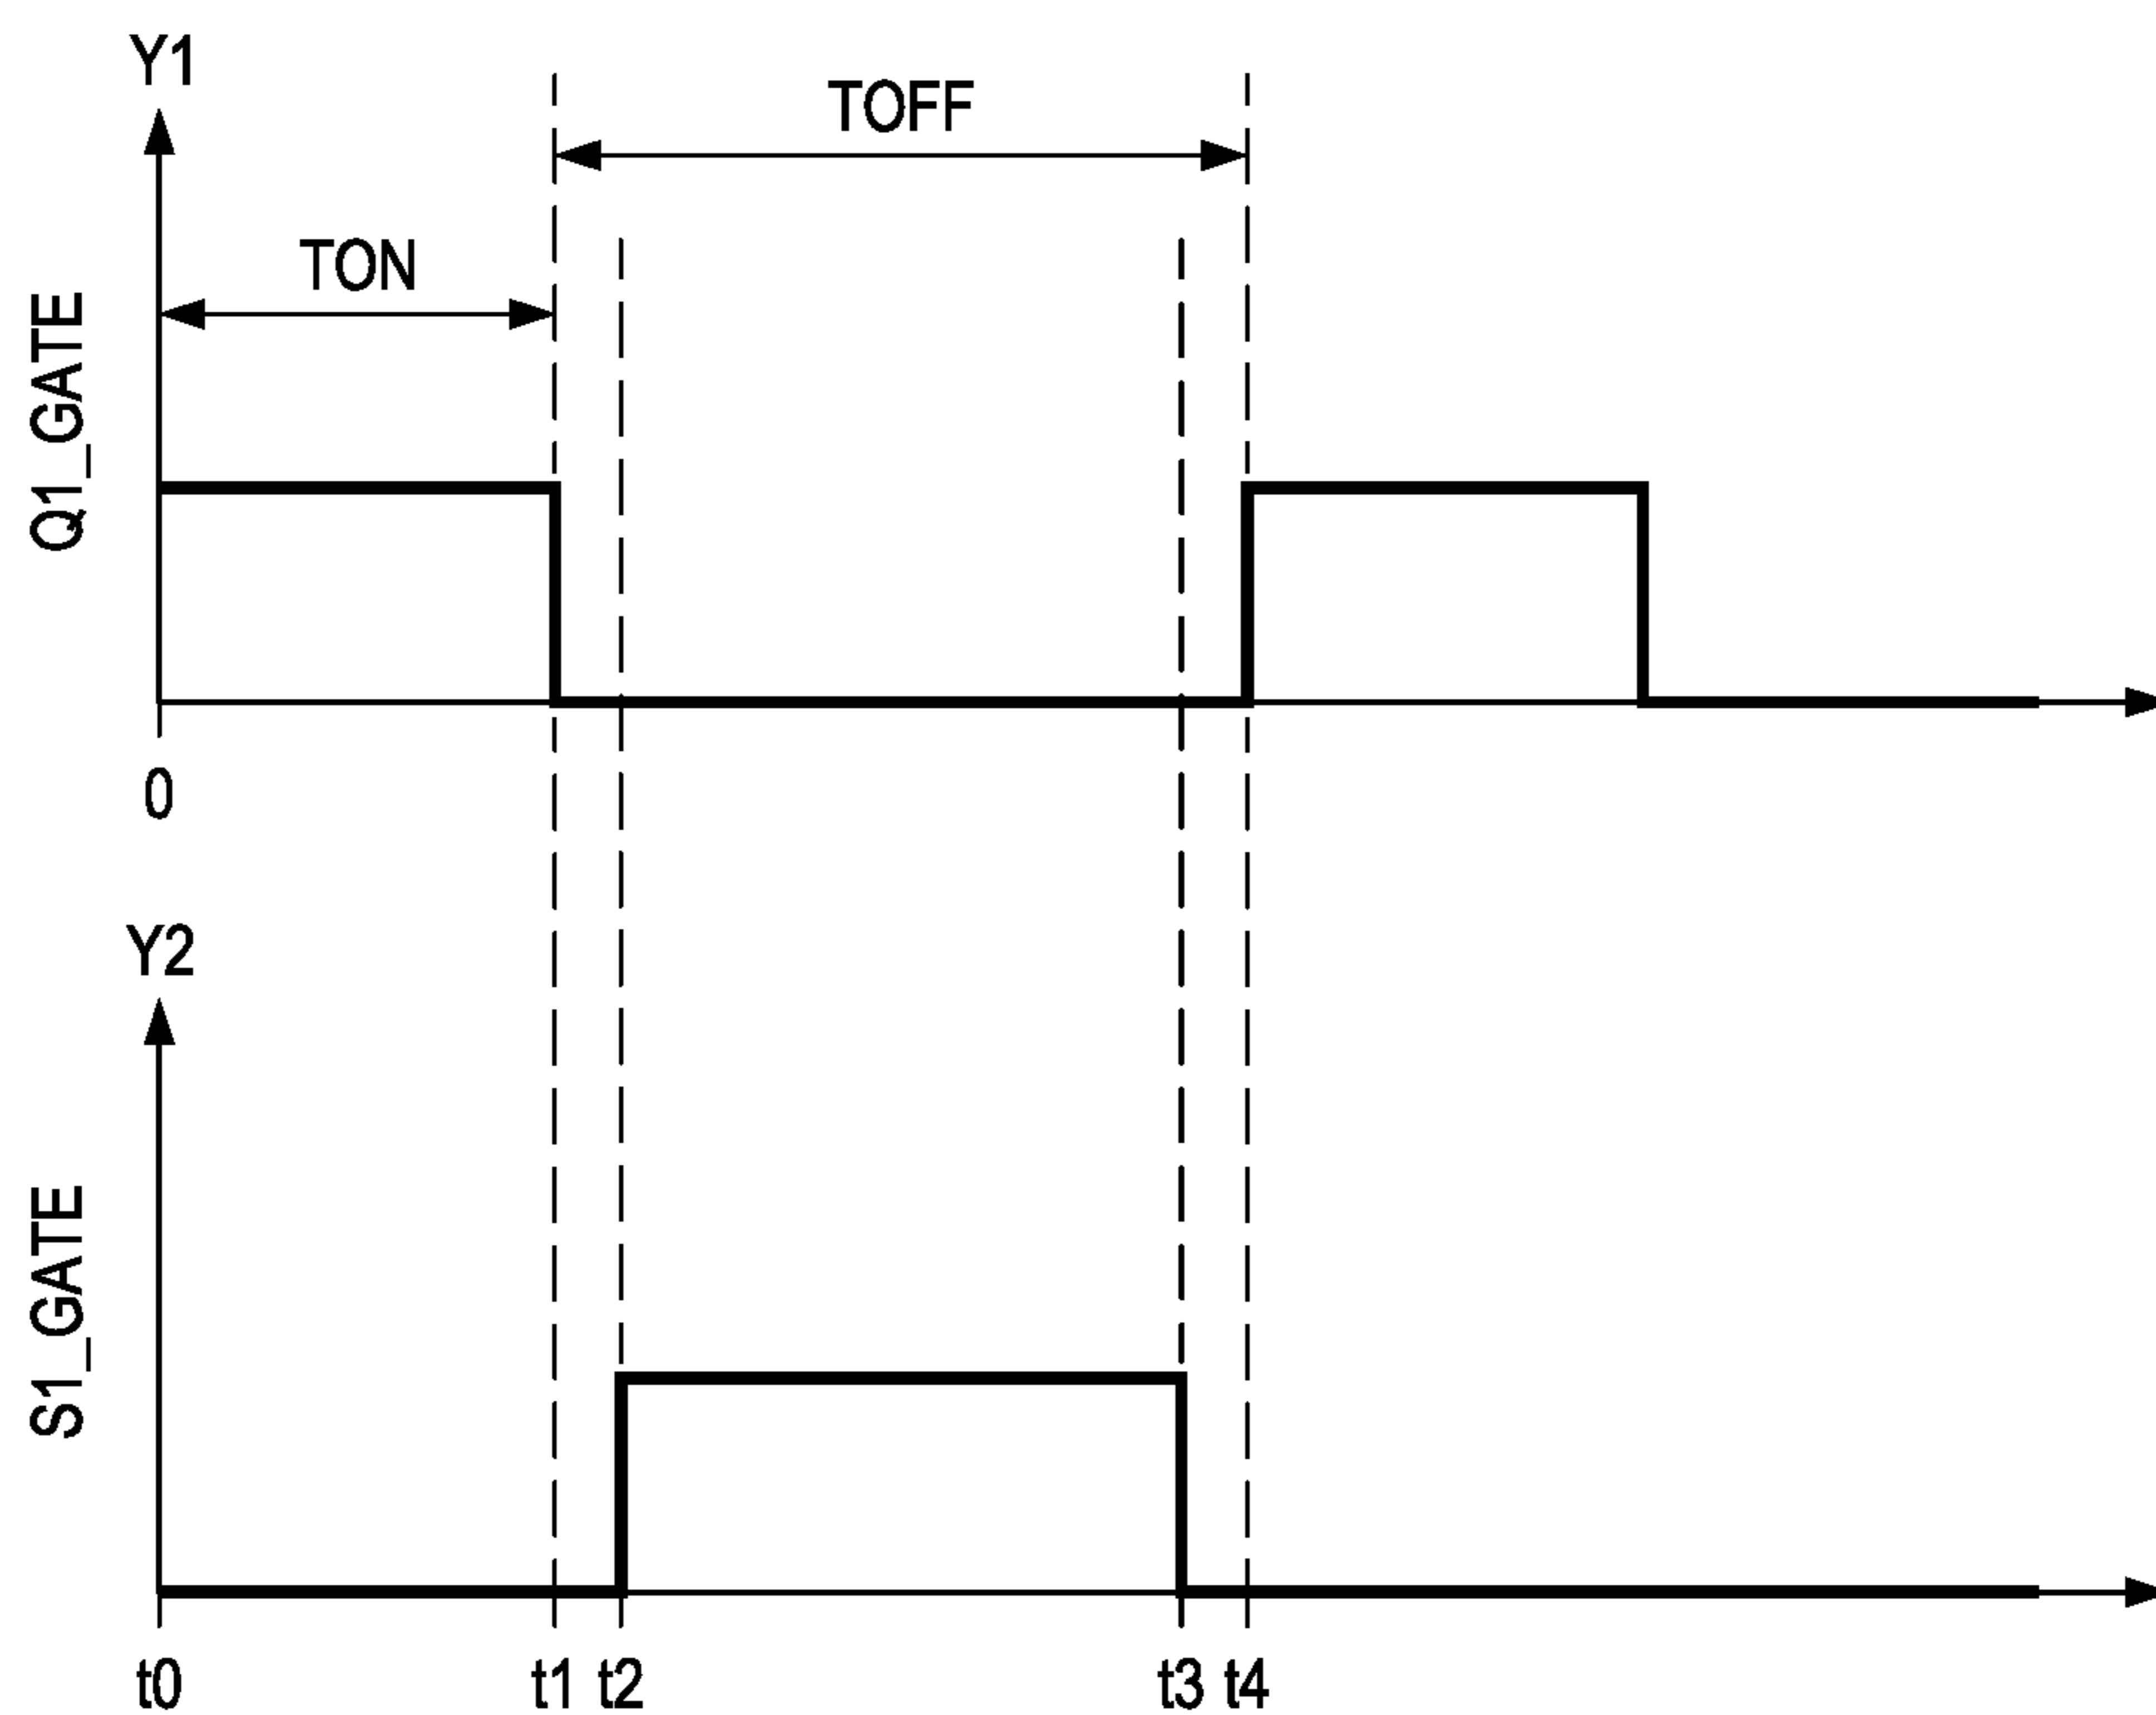 Y1
TOFF
TON
Q1_GATE
0
Y2
S1_GATE
t0 t1 t2 t3 t4